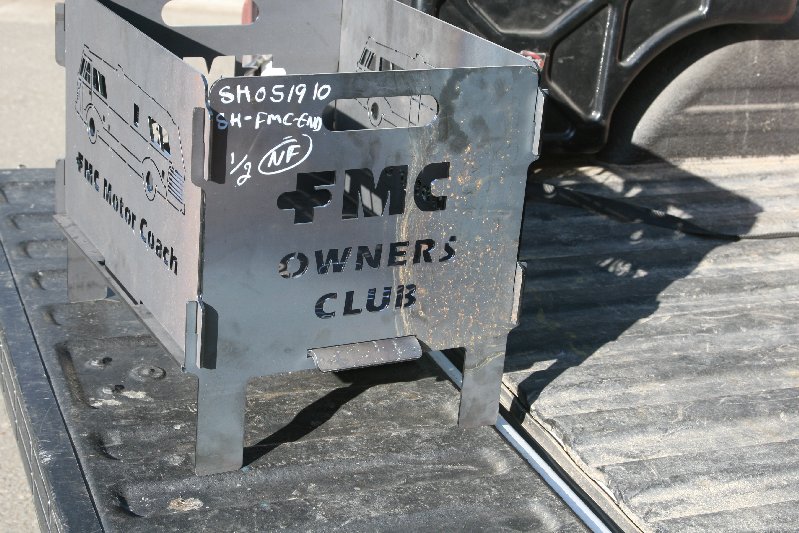 SH051910
SH-FMC-END
1/2 NF
FMC
OWNERS
CLUB
FMC Motor Coach